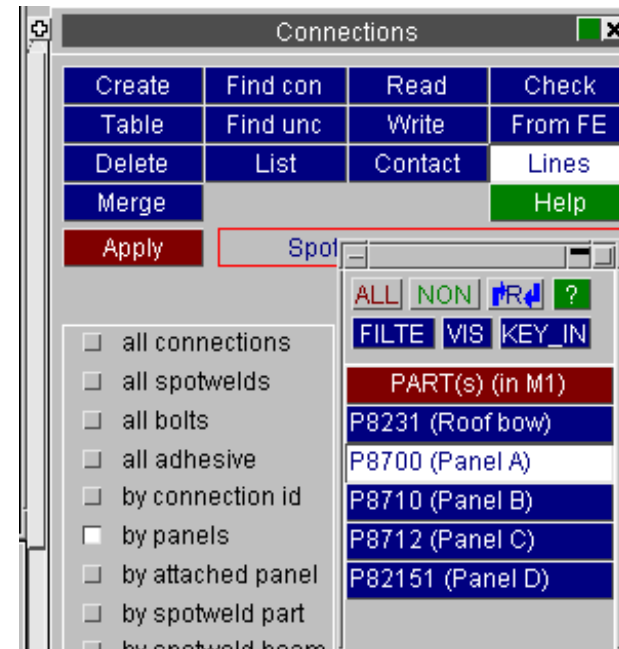 Connections
Create Find con Read Check
Table Find unc Write From FE
Delete List Contact Lines
Merge Help
Apply Spot
ALL NON R ?
FILTE VIS KEY_IN
PART(s) (in M1)
P8231 (Roof bow)
P8700 (Panel A)
P8710 (Panel B)
P8712 (Panel C)
P82151 (Panel D)
all connections
all spotwelds
all bolts
all adhesive
by connection id
by panels
by attached panel
by spotweld part
by spotweld beam